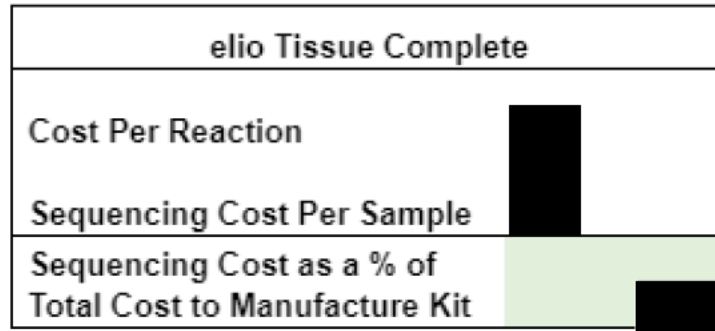 elio Tissue Complete
Cost Per Reaction
Sequencing Cost Per Sample
Sequencing Cost as a % of
Total Cost to Manufacture Kit